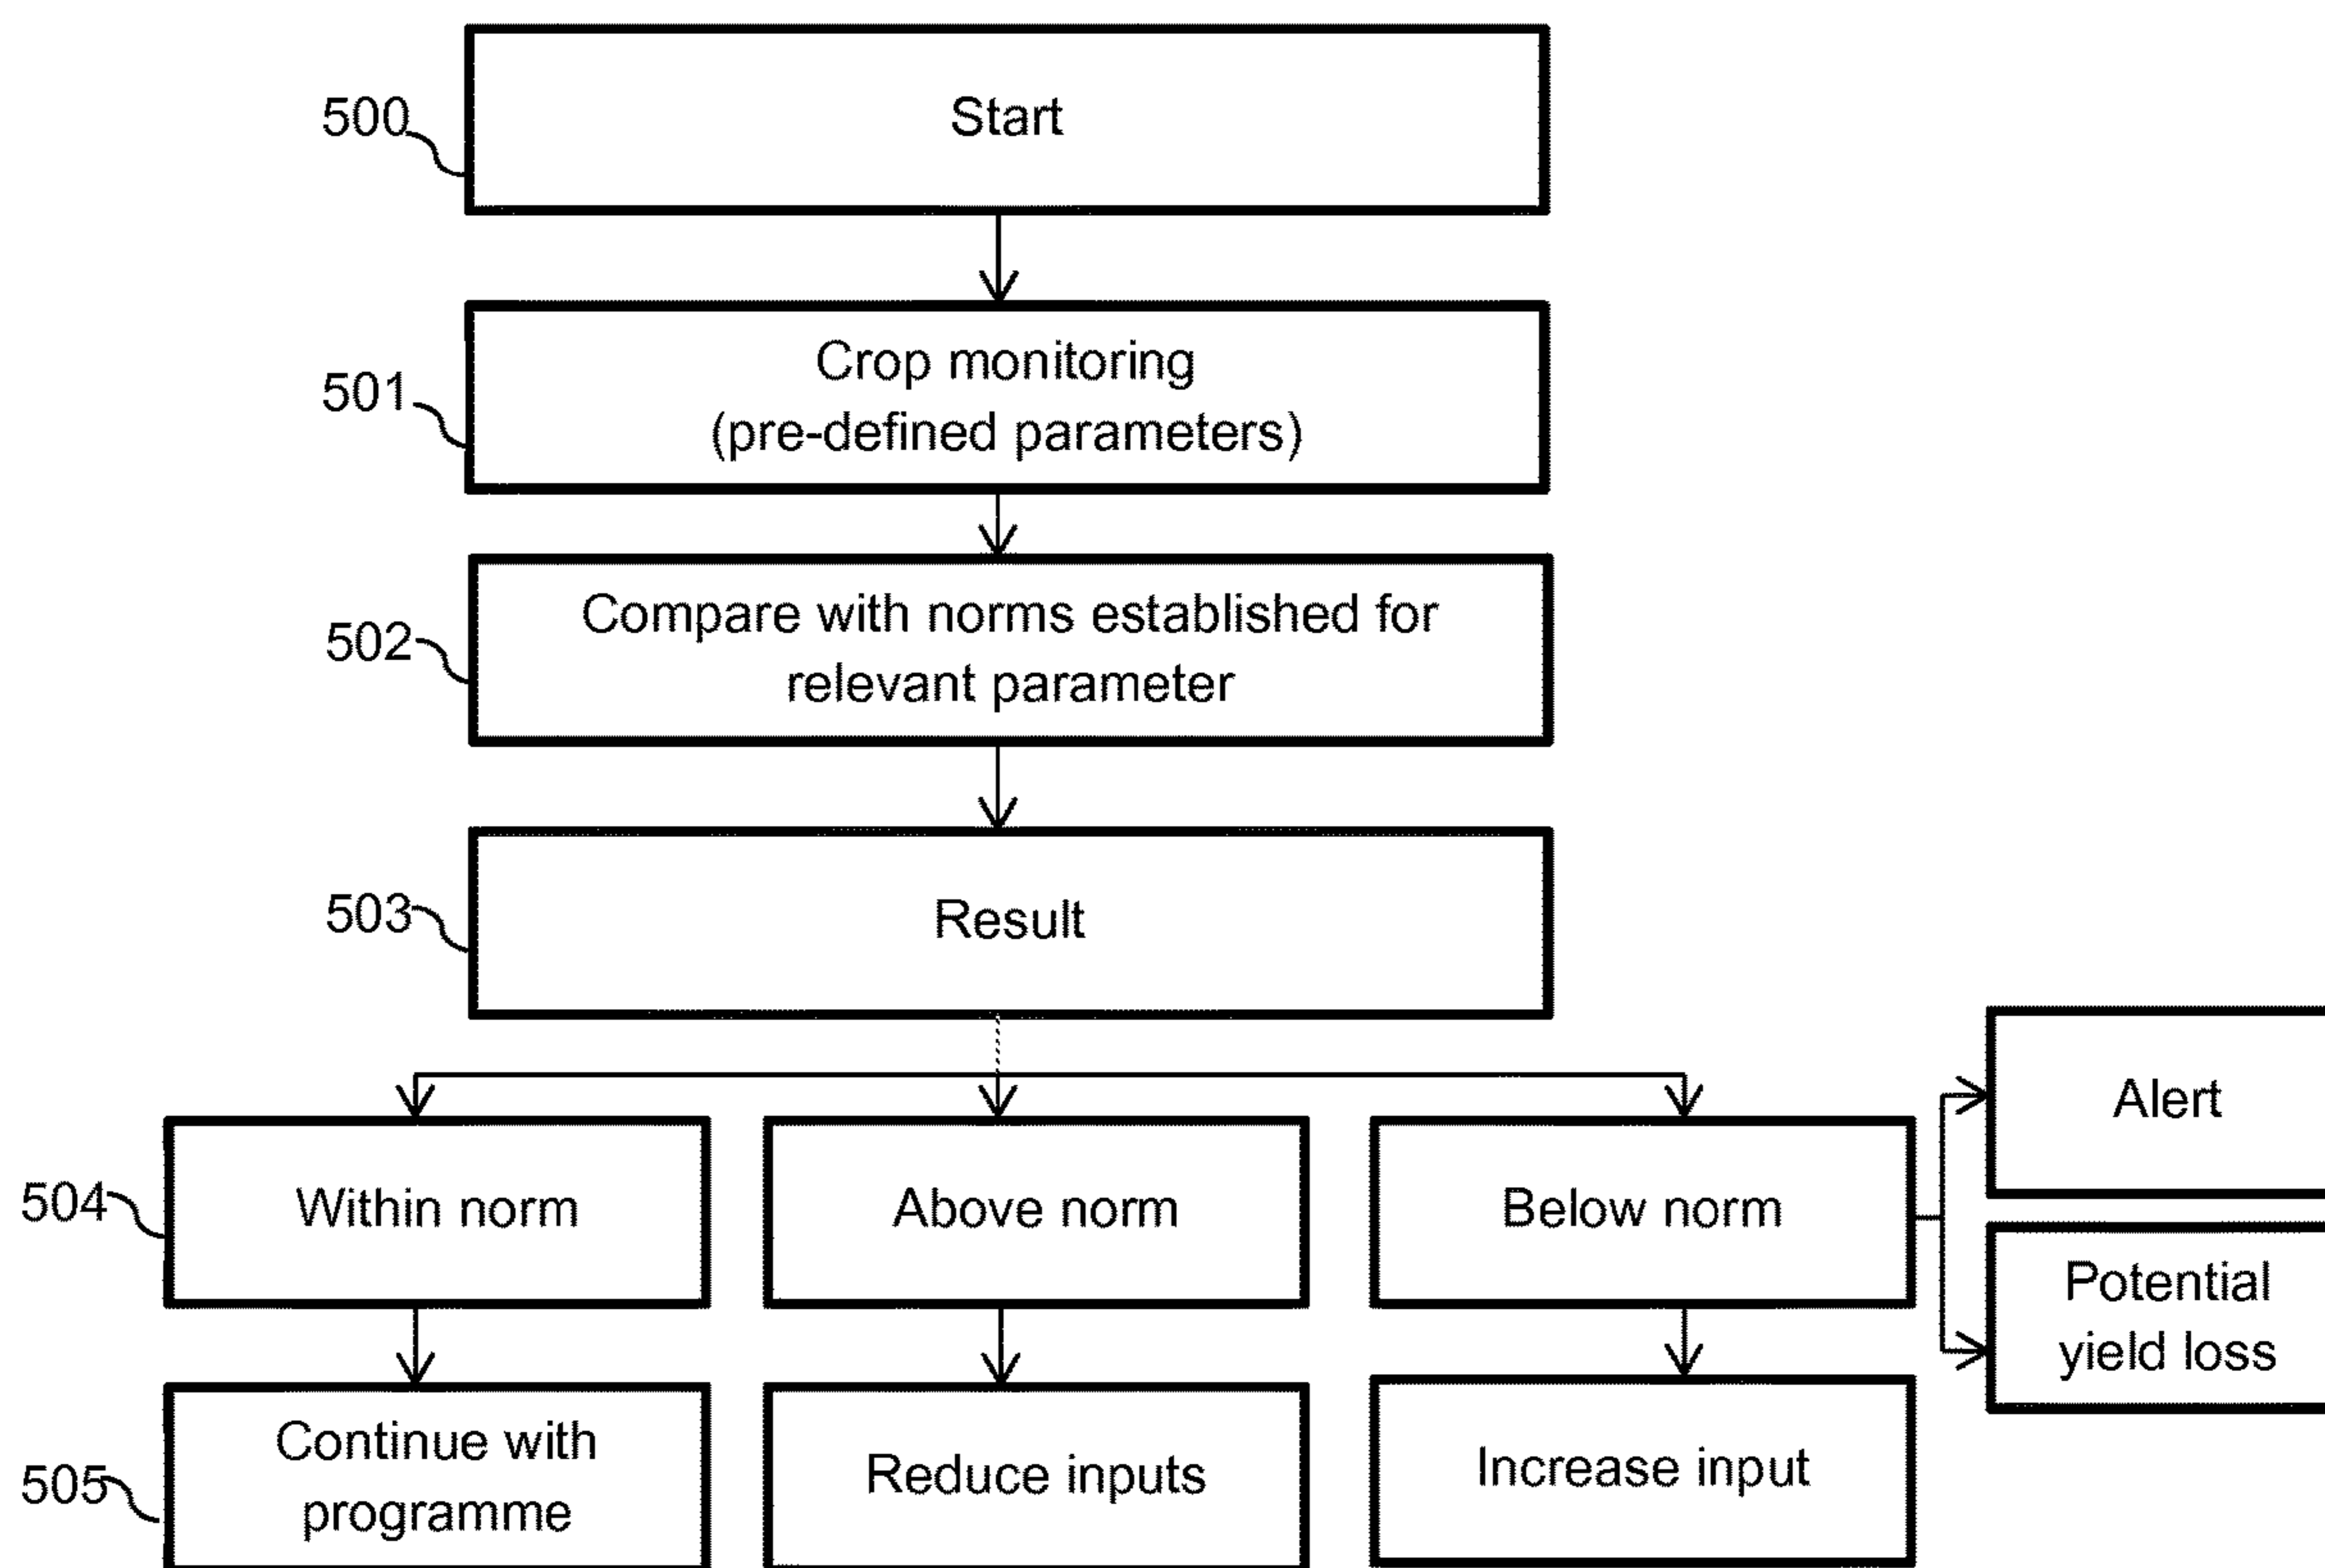 500
Start
501
Crop monitoring
(pre-defined parameters)
502
Compare with norms established for
relevant parameter
503
Result
504
Within norm
Above norm
Below norm
Alert
Potential
yield loss
505
Continue with
programme
Reduce inputs
Increase input